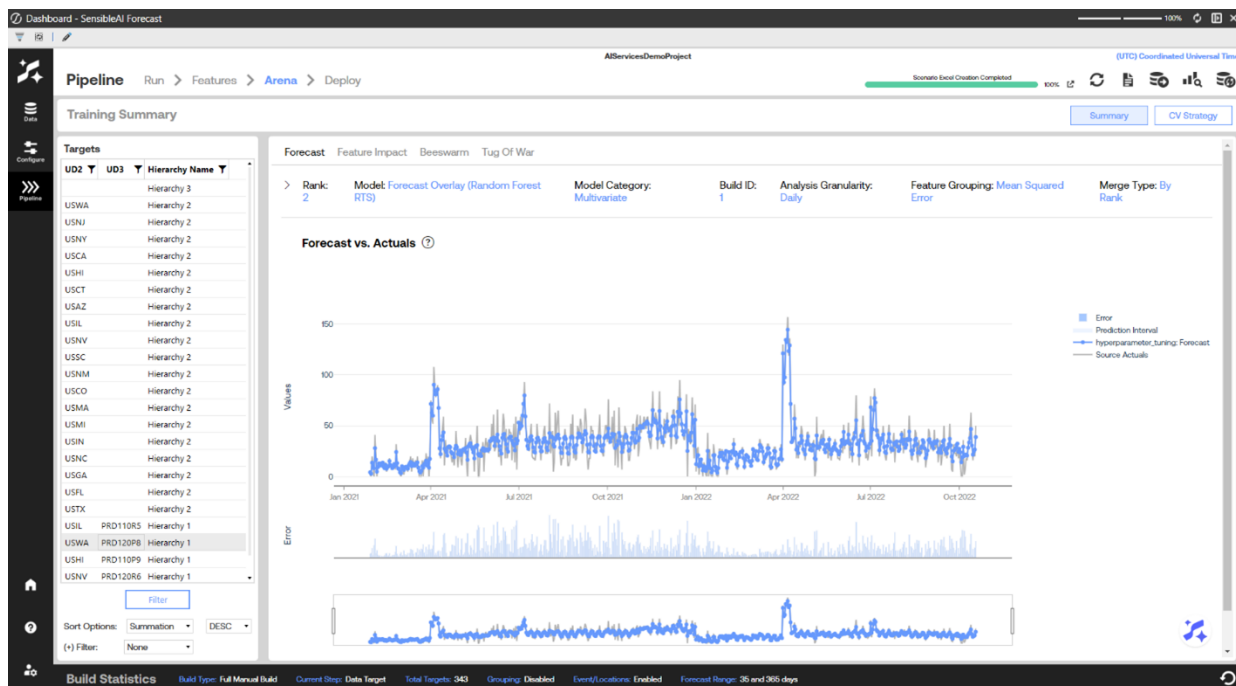 Dashboard - SensibleAI Forecast
100%
AIServicesDemoProject
(UTC) Coordinated Universal Time
Pipeline Run > Features > Arena > Deploy
Scenario Excel Creation Completed
100%
Data
Configure
Pipeline
Training Summary
Summary
CV Strategy
Targets
UD2 UD3 Hierarchy Name
Hierarchy 3
USWA Hierarchy 2
USNJ Hierarchy 2
USNY Hierarchy 2
USCA Hierarchy 2
USHI Hierarchy 2
USCT Hierarchy 2
USAZ Hierarchy 2
USIL Hierarchy 2
USNV Hierarchy 2
USSC Hierarchy 2
USNM Hierarchy 2
USCO Hierarchy 2
USMA Hierarchy 2
USMI Hierarchy 2
USIN Hierarchy 2
USNC Hierarchy 2
USGA Hierarchy 2
USFL Hierarchy 2
USTX Hierarchy 2
USIL PRD110R5 Hierarchy 1
USWA PRD120P8 Hierarchy 1
USHI PRD110P9 Hierarchy 1
USNV PRD120R6 Hierarchy 1
Filter
Sort Options: Summation DESC
(+) Filter: None
Forecast Feature Impact Beeswarm Tug Of War
> Rank: Model: Forecast Overlay (Random Forest Model Category: Build ID: Analysis Granularity: Feature Grouping: Mean Squared Merge Type: By
2 RTS) Multivariate 1 Daily Error Rank
Forecast vs. Actuals ?
Error
Prediction Interval
hyperparameter_tuning: Forecast
Source Actuals
Values
150
100
50
0
Jan 2021 Apr 2021 Jul 2021 Oct 2021 Jan 2022 Apr 2022 Jul 2022 Oct 2022
Error
Build Statistics Build Type: Full Manual Build Current Step: Data Target Total Targets: 343 Grouping: Disabled Event/Locations: Enabled Forecast Range: 35 and 365 days